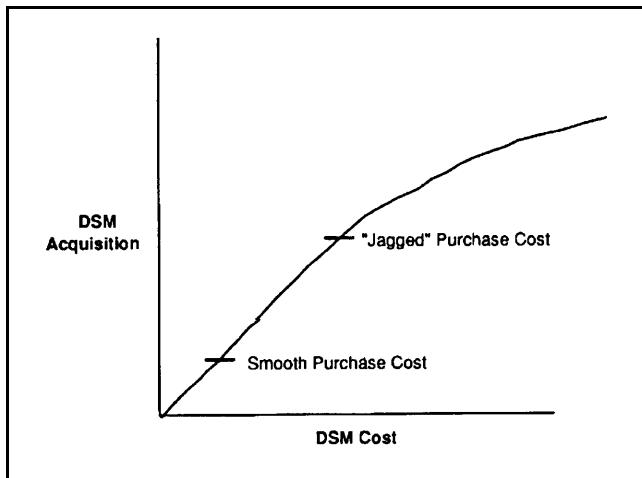 DSM
Acquisition
"Jagged" Purchase Cost
Smooth Purchase Cost
DSM Cost